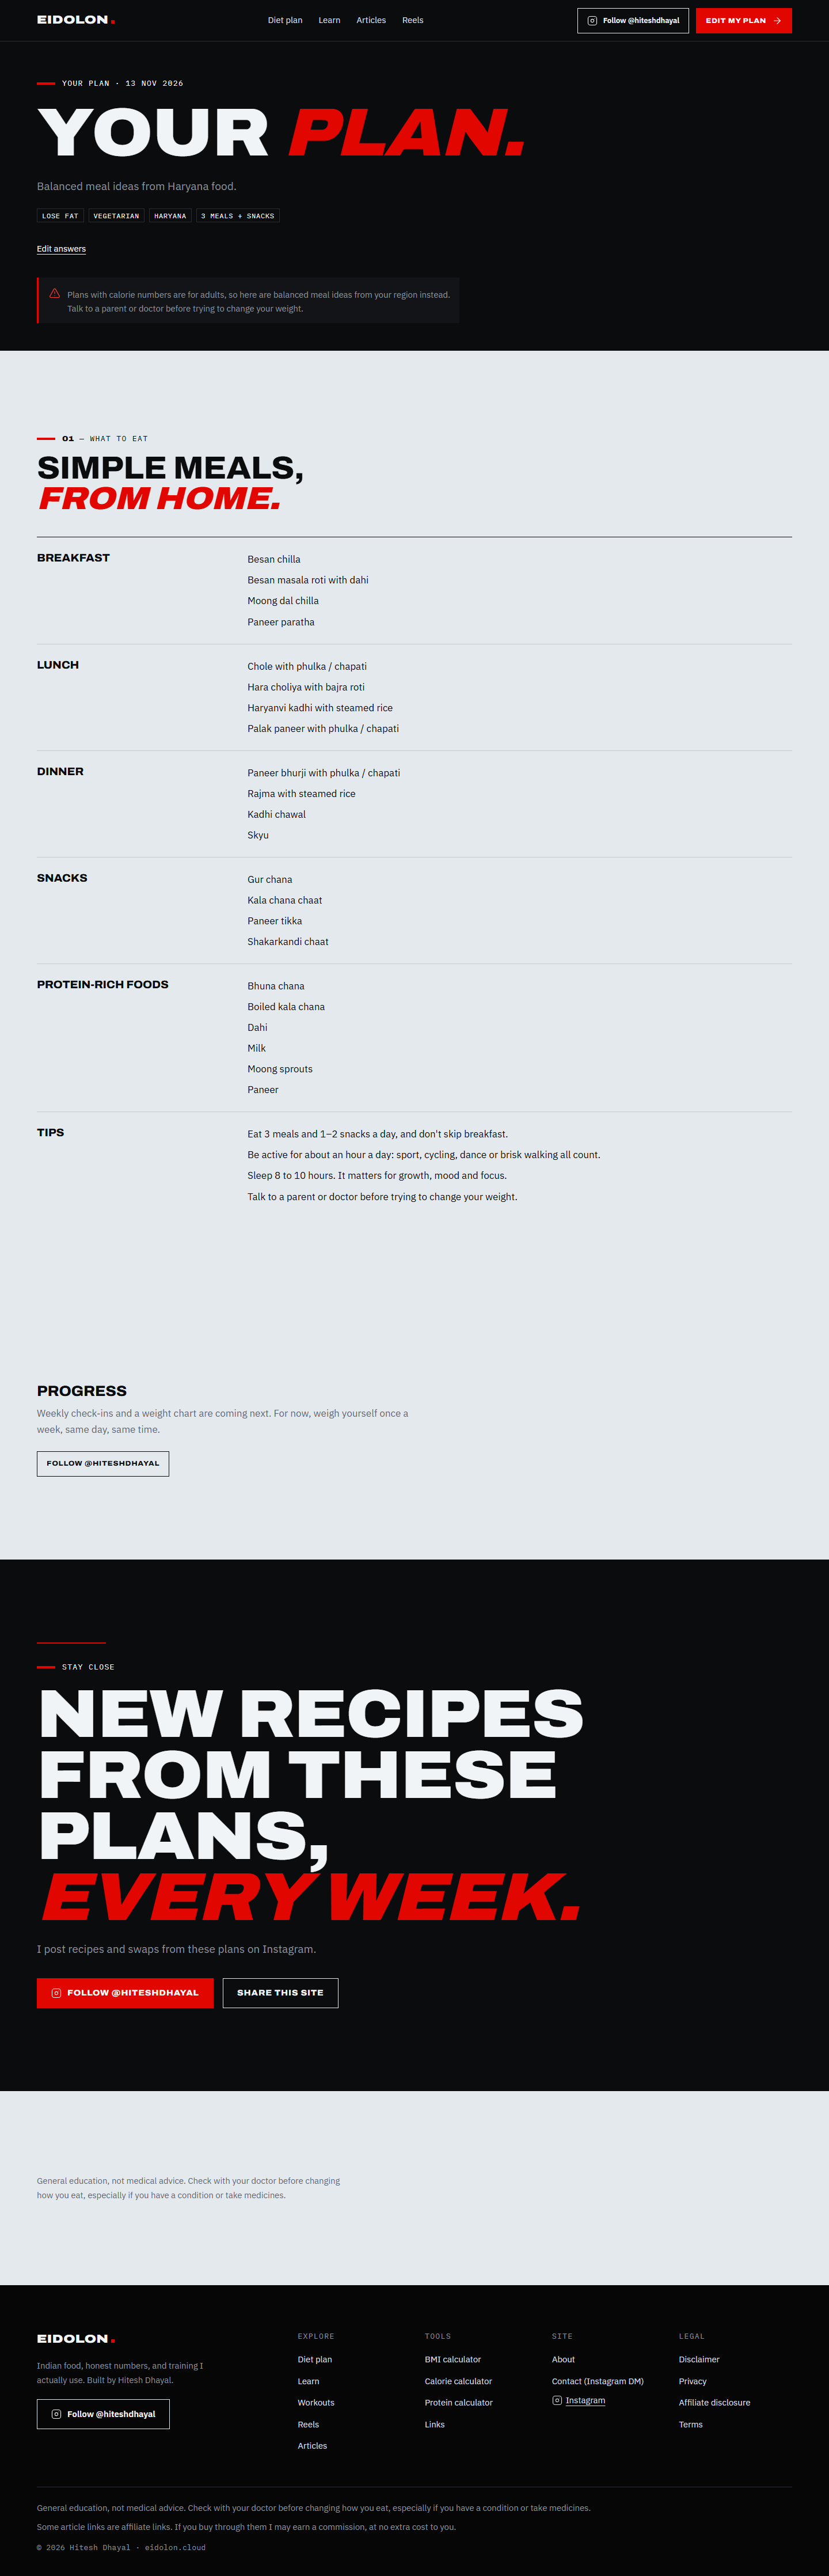 EIDOLON.
Diet plan
Learn
Articles
Reels
Follow @hiteshdhayal
EDIT MY PLAN
YOUR PLAN · 13 NOV 2026
YOUR PLAN.
Balanced meal ideas from Haryana food.
LOSE FAT
VEGETARIAN
HARYANA
3 MEALS + SNACKS
Edit answers
Plans with calorie numbers are for adults, so here are balanced meal ideas from your region instead.
Talk to a parent or doctor before trying to change your weight.
01 — WHAT TO EAT
SIMPLE MEALS,
FROM HOME.
BREAKFAST
Besan chilla
Besan masala roti with dahi
Moong dal chilla
Paneer paratha
LUNCH
Chole with phulka / chapati
Hara choliya with bajra roti
Haryanvi kadhi with steamed rice
Palak paneer with phulka / chapati
DINNER
Paneer bhurji with phulka / chapati
Rajma with steamed rice
Kadhi chawal
Skyu
SNACKS
Gur chana
Kala chana chaat
Paneer tikka
Shakarkandi chaat
PROTEIN-RICH FOODS
Bhuna chana
Boiled kala chana
Dahi
Milk
Moong sprouts
Paneer
TIPS
Eat 3 meals and 1–2 snacks a day, and don't skip breakfast.
Be active for about an hour a day: sport, cycling, dance or brisk walking all count.
Sleep 8 to 10 hours. It matters for growth, mood and focus.
Talk to a parent or doctor before trying to change your weight.
PROGRESS
Weekly check-ins and a weight chart are coming next. For now, weigh yourself once a
week, same day, same time.
FOLLOW @HITESHDHAYAL
STAY CLOSE
NEW RECIPES
FROM THESE
PLANS,
EVERY WEEK.
I post recipes and swaps from these plans on Instagram.
FOLLOW @HITESHDHAYAL
SHARE THIS SITE
General education, not medical advice. Check with your doctor before changing
how you eat, especially if you have a condition or take medicines.
EIDOLON.
Indian food, honest numbers, and training I
actually use. Built by Hitesh Dhayal.
Follow @hiteshdhayal
EXPLORE
Diet plan
Learn
Workouts
Reels
Articles
TOOLS
BMI calculator
Calorie calculator
Protein calculator
Links
SITE
About
Contact (Instagram DM)
Instagram
LEGAL
Disclaimer
Privacy
Affiliate disclosure
Terms
General education, not medical advice. Check with your doctor before changing how you eat, especially if you have a condition or take medicines.
Some article links are affiliate links. If you buy through them I may earn a commission, at no extra cost to you.
© 2026 Hitesh Dhayal · eidolon.cloud